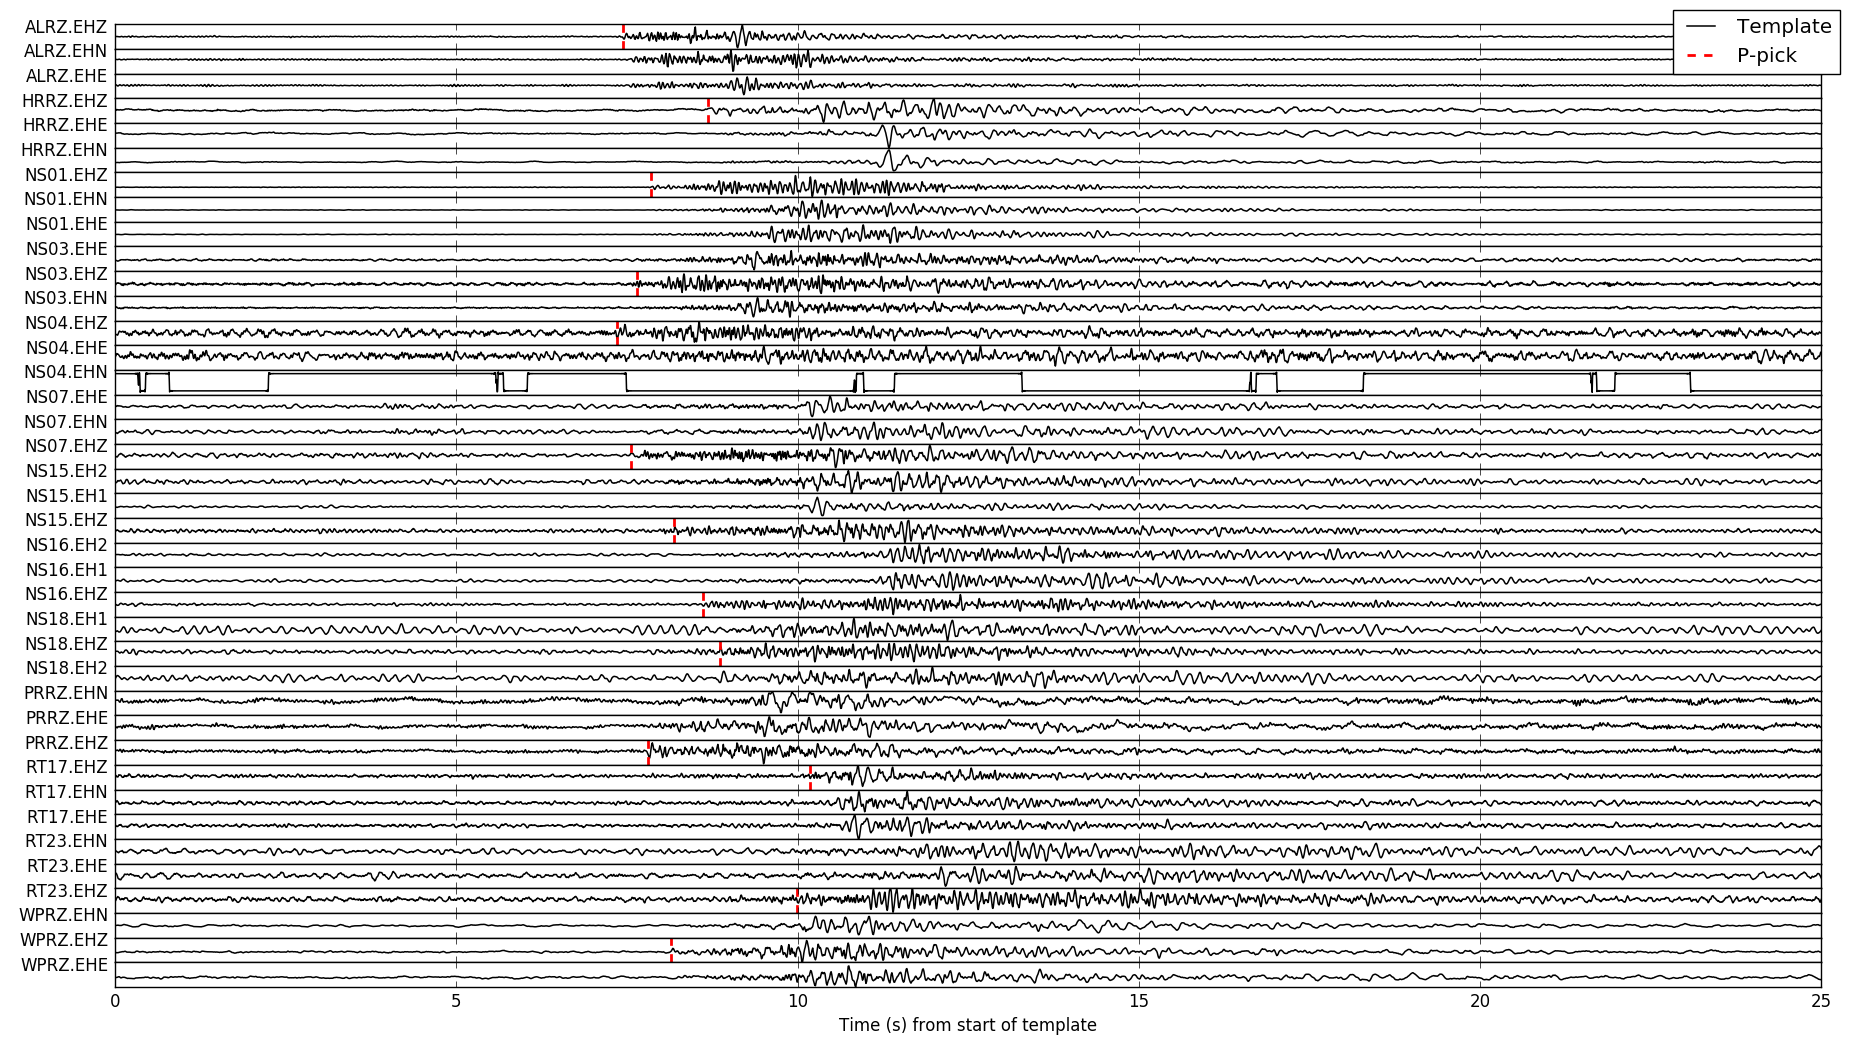 ALRZ.EHZ
ALRZ.EHN
ALRZ.EHE
HRRZ.EHZ
HRRZ.EHE
HRRZ.EHN
NS01.EHZ
NS01.EHN
NS01.EHE
NS03.EHE
NS03.EHZ
NS03.EHN
NS04.EHZ
NS04.EHE
NS04.EHN
NS07.EHE
NS07.EHN
NS07.EHZ
NS15.EH2
NS15.EH1
NS15.EHZ
NS16.EH2
NS16.EH1
NS16.EHZ
NS18.EH1
NS18.EHZ
NS18.EH2
PRRZ.EHN
PRRZ.EHE
PRRZ.EHZ
RT17.EHZ
RT17.EHN
RT17.EHE
RT23.EHN
RT23.EHE
RT23.EHZ
WPRZ.EHN
WPRZ.EHZ
WPRZ.EHE
Template
P-pick
0 5 10 15 20 25
Time (s) from start of template